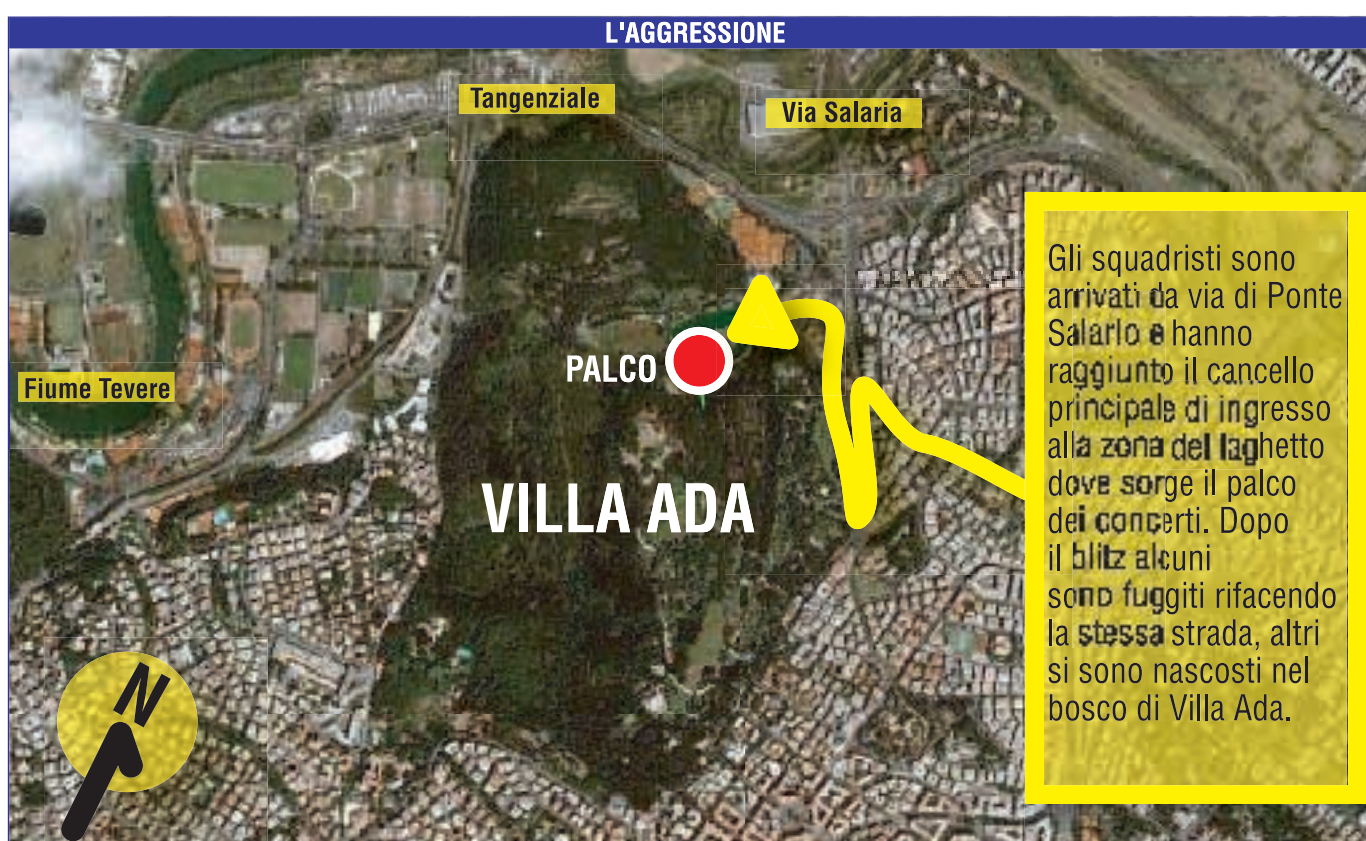 L'AGGRESSIONE
Tangenziale
Via Salaria
Fiume Tevere
PALCO
VILLA ADA
N
Gli squadristi sono
arrivati da via di Ponte
Salario e hanno
raggiunto il cancello
principale di ingresso
alla zona del laghetto
dove sorge il palco
dei concerti. Dopo
il blitz alcuni
sono fuggiti rifacendo
la stessa strada, altri
si sono nascosti nel
bosco di Villa Ada.